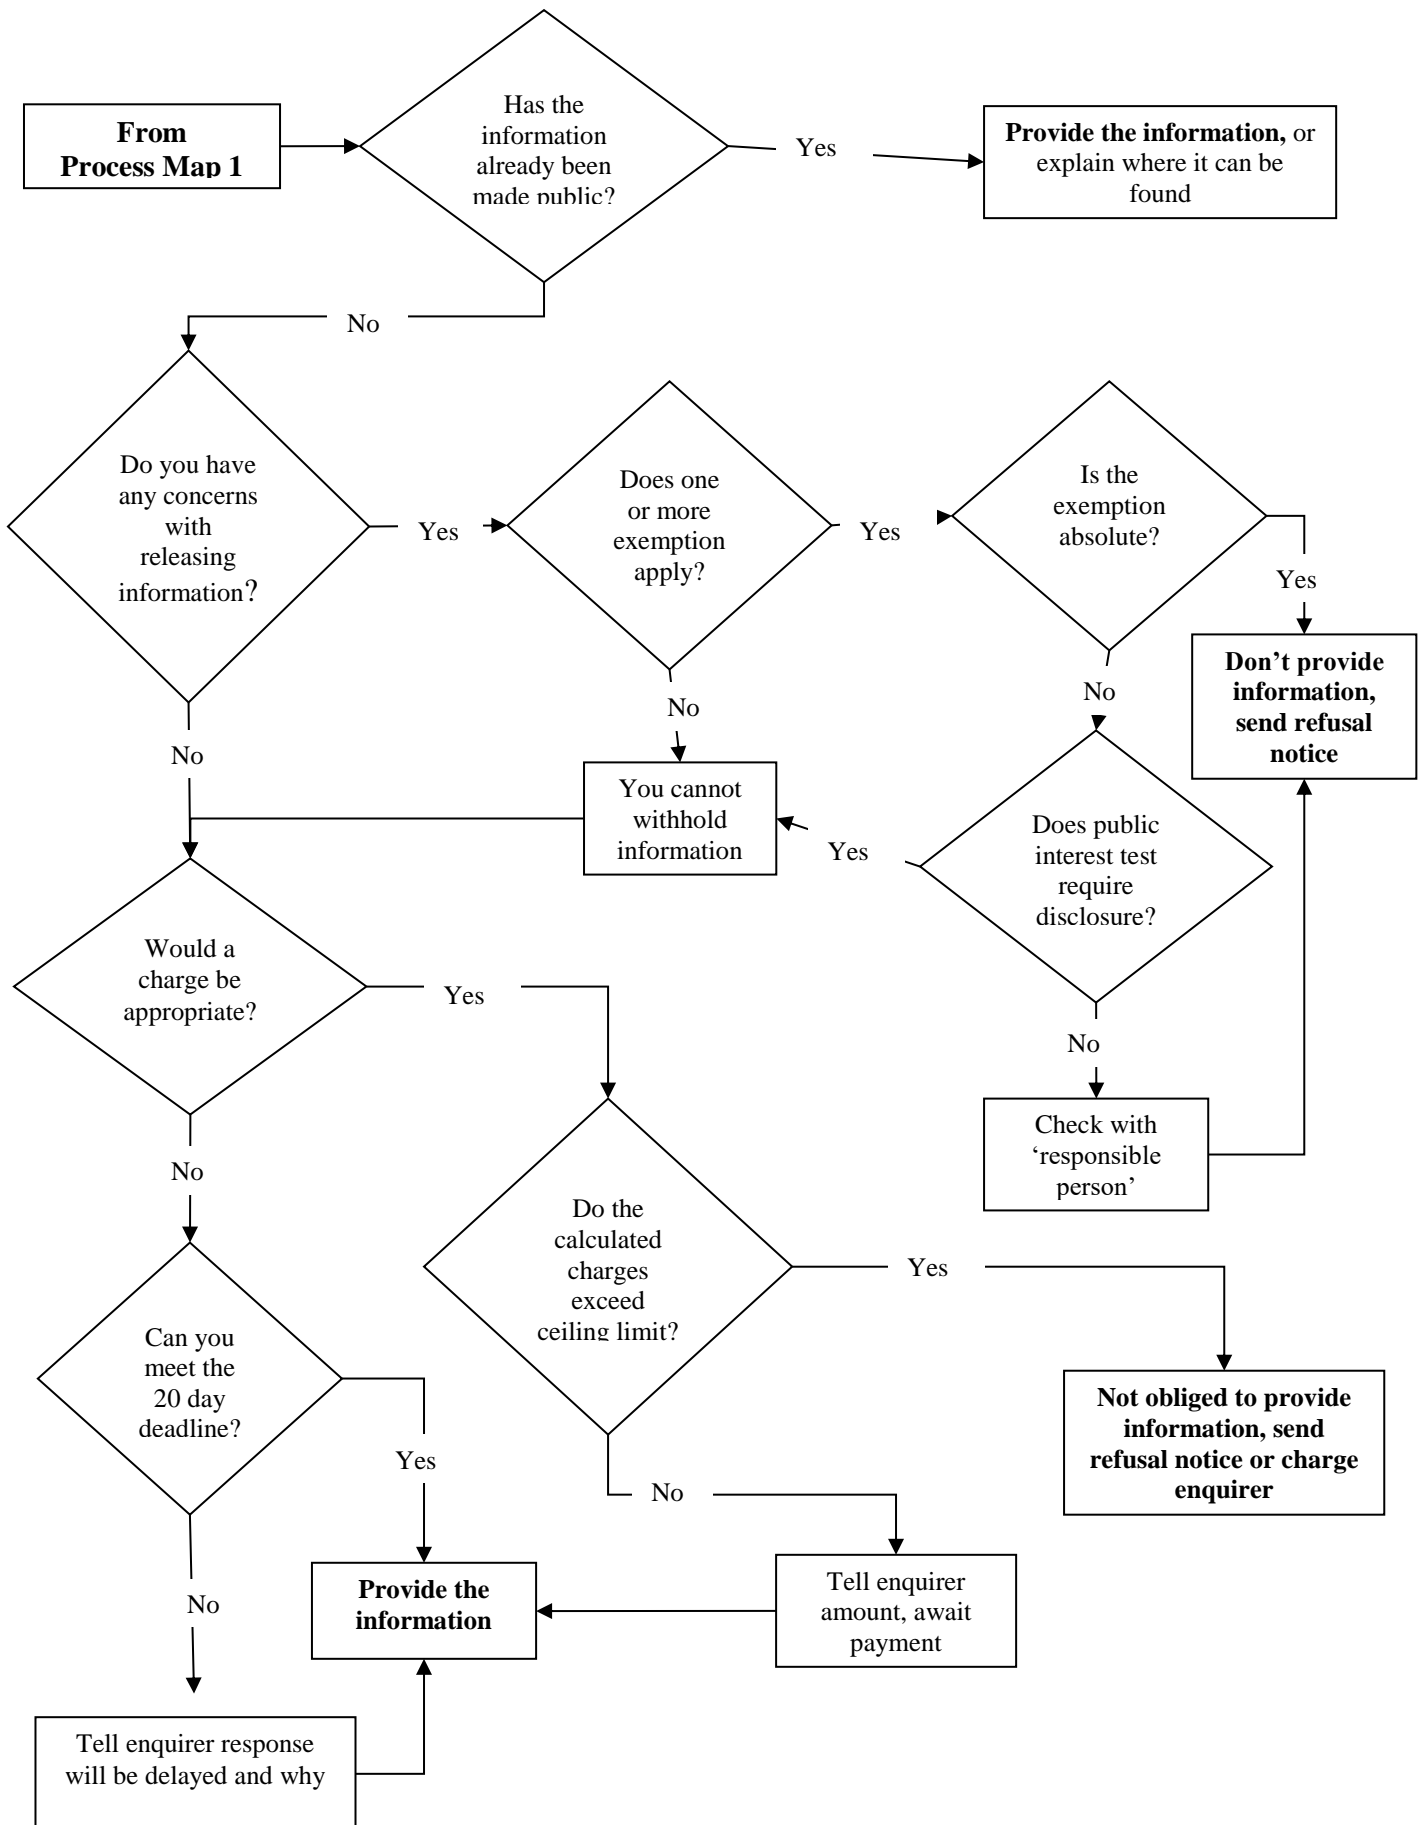 From
Process Map 1
Has the
information
already been
made public?
Yes
Provide the information, or
explain where it can be
found
No
Do you have
any concerns
with
releasing
information?
Yes
Does one
or more
exemption
apply?
Yes
Is the
exemption
absolute?
Yes
Don’t provide
information,
send refusal
notice
No
No
No
You cannot
withhold
information
Yes
Does public
interest test
require
disclosure?
Would a
charge be
appropriate?
Yes
No
Check with
‘responsible
person’
No
Do the
calculated
charges
exceed
ceiling limit?
Yes
Can you
meet the
20 day
deadline?
Yes
Not obliged to provide
information, send
refusal notice or charge
enquirer
No
No
Provide the
information
Tell enquirer
amount, await
payment
Tell enquirer response
will be delayed and why